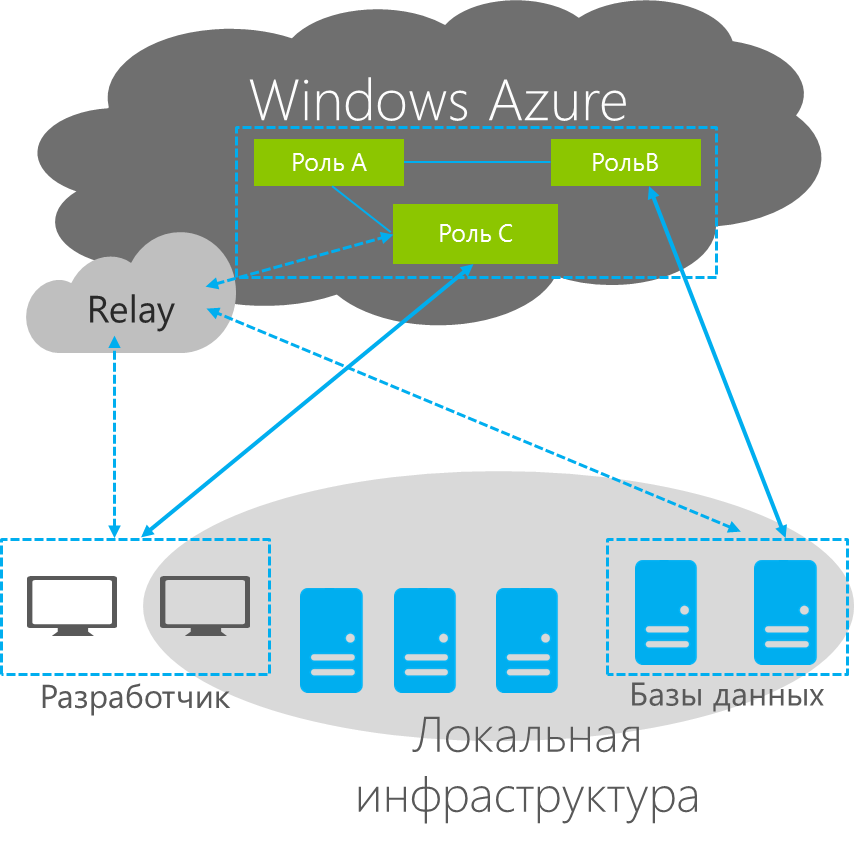 Windows Azure
Роль A
РольB
Роль C
Relay
Разработчик
Базы данных
Локальная
инфраструктура